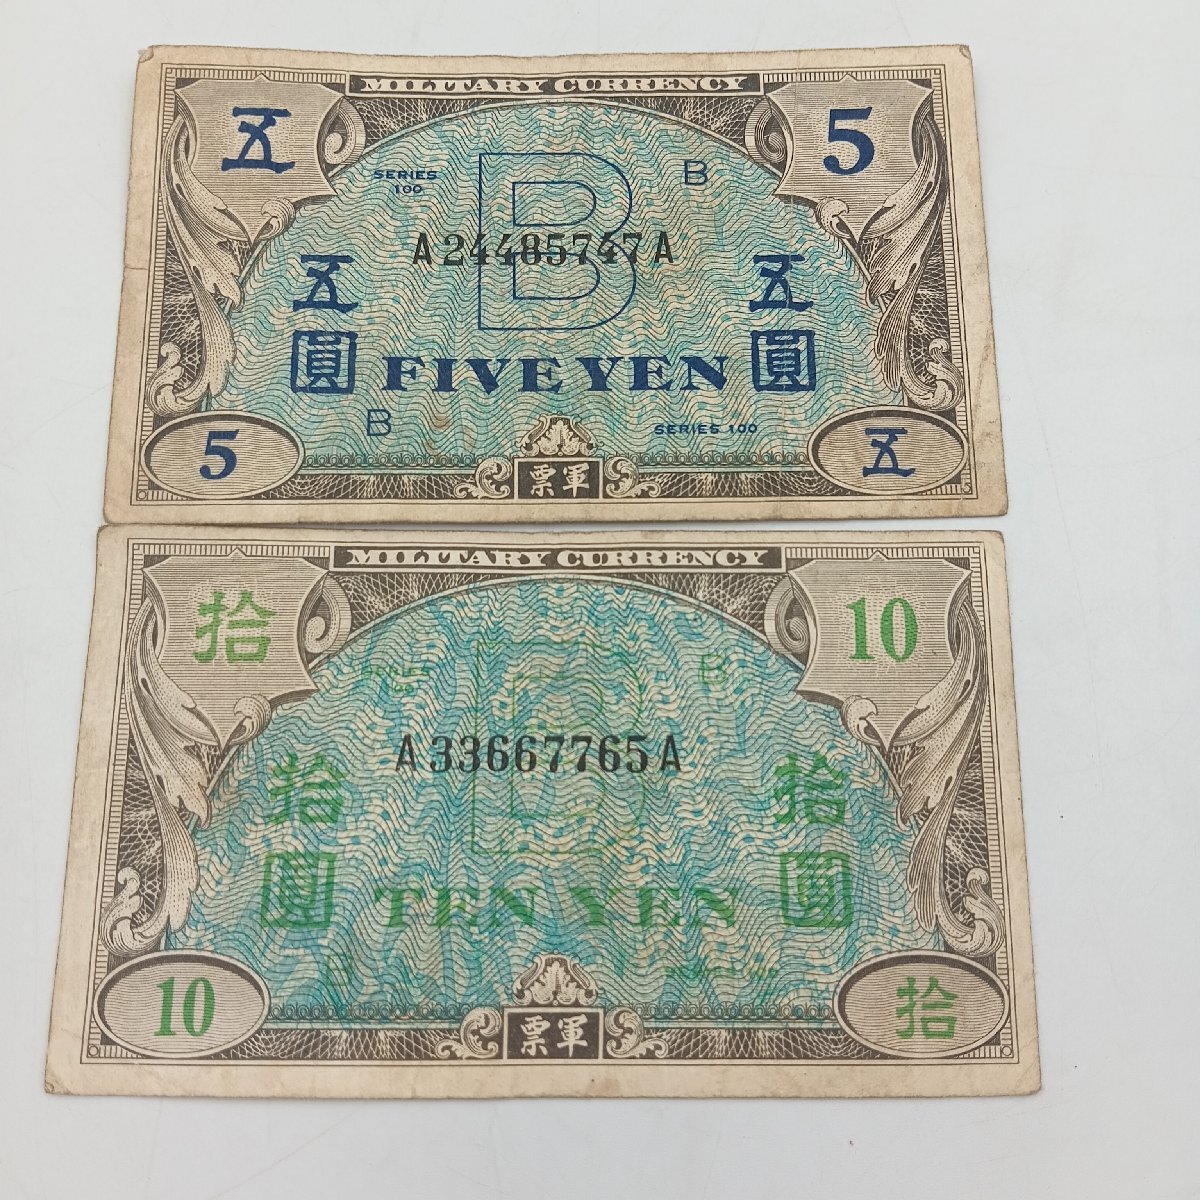 MILITARY CURRENCY
五 5
SERIES 100 B B
A24485747A
五 五
圓 FIVE YEN 圓
B SERIES 100
5 票軍 五
MILITARY CURRENCY
拾 10
B B
A33667765A
拾 拾
圓 TEN YEN 圓
B
10 票軍 拾